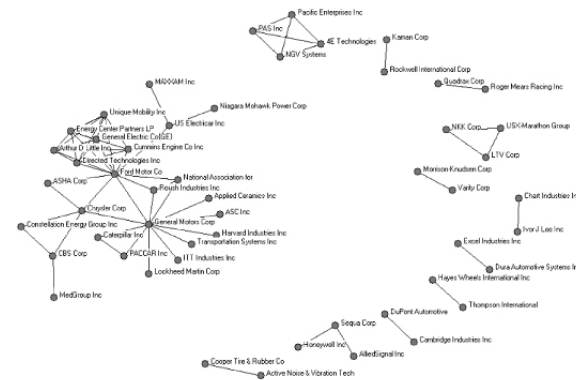 Pacific Enterprises Inc
PAS Inc
4E Technologies
NGV Systems
Kaman Corp
Rockwell International Corp
Quadrax Corp
Roger Mears Racing Inc
MAXXAM Inc
Niagara Mohawk Power Corp
Unique Mobility Inc
US Electricar Inc
Energy Center Partners LP
General Electric Co(GE)
Arthur D Little Inc
Cummins Engine Co Inc
Directed Technologies Inc
Ford Motor Co
NKK Corp
USX-Marathon Group
LTV Corp
National Association for
ASHA Corp
Roush Industries Inc
Applied Ceramics Inc
Morrison Knudsen Corp
Varity Corp
Chrysler Corp
ASC Inc
General Motors Corp
Chart Industries In
Constellation Energy Group Inc
Caterpillar Inc
Harvard Industries Inc
Transportation Systems Inc
Ivor J Lee Inc
Excel Industries Inc
CBS Corp
PACCAR Inc
ITT Industries Inc
Dura Automotive Systems In
Lockheed Martin Corp
Hayes Wheels International Inc
MedGroup Inc
Thompson International
DuPont Automotive
Sequa Corp
Cambridge Industries Inc
Honeywell Inc
AlliedSignal Inc
Cooper Tire & Rubber Co
Active Noise & Vibration Tech